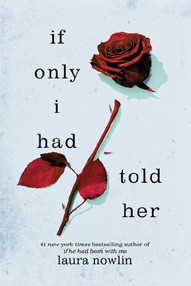 if
only
i
had
told
her
#1 new york times bestselling author of
if he had been with me
laura nowlin